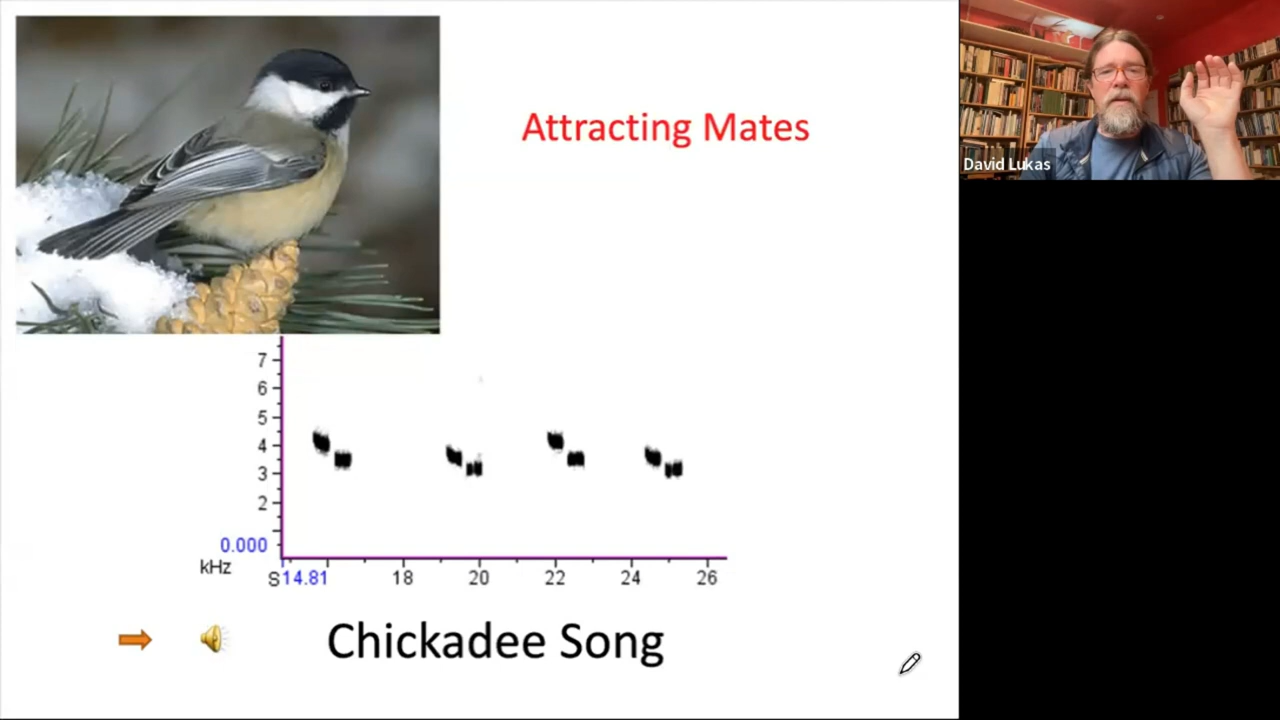 Attracting Mates
David Lukas
7
6
5
4
3
2
0.000
kHz
S14.81 18 20 22 24 26
Chickadee Song